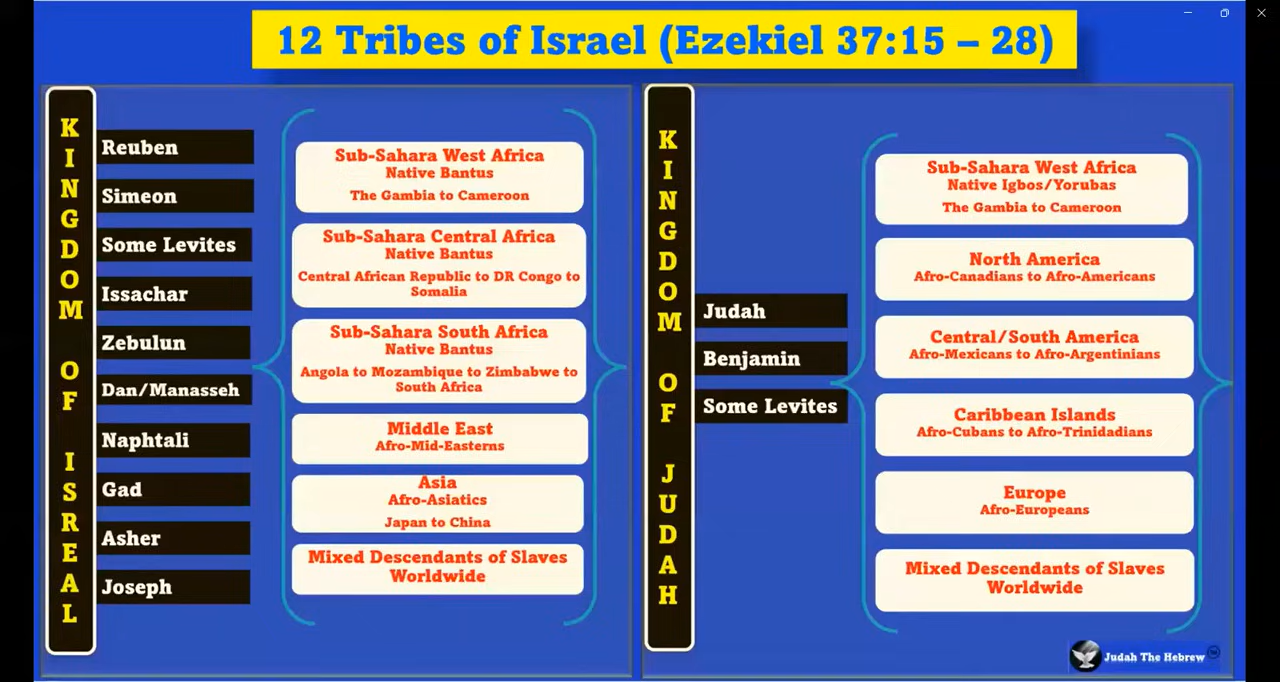 12 Tribes of Israel (Ezekiel 37:15 – 28)
KINGDOM OF ISREAL
Reuben
Simeon
Some Levites
Issachar
Zebulun
Dan/Manasseh
Naphtali
Gad
Asher
Joseph
Sub-Sahara West Africa
Native Bantus
The Gambia to Cameroon
Sub-Sahara Central Africa
Native Bantus
Central African Republic to DR Congo to
Somalia
Sub-Sahara South Africa
Native Bantus
Angola to Mozambique to Zimbabwe to
South Africa
Middle East
Afro-Mid-Easterns
Asia
Afro-Asiatics
Japan to China
Mixed Descendants of Slaves
Worldwide
KINGDOM OF JUDAH
Judah
Benjamin
Some Levites
Sub-Sahara West Africa
Native Igbos/Yorubas
The Gambia to Cameroon
North America
Afro-Canadians to Afro-Americans
Central/South America
Afro-Mexicans to Afro-Argentinians
Caribbean Islands
Afro-Cubans to Afro-Trinidadians
Europe
Afro-Europeans
Mixed Descendants of Slaves
Worldwide
Judah The Hebrew